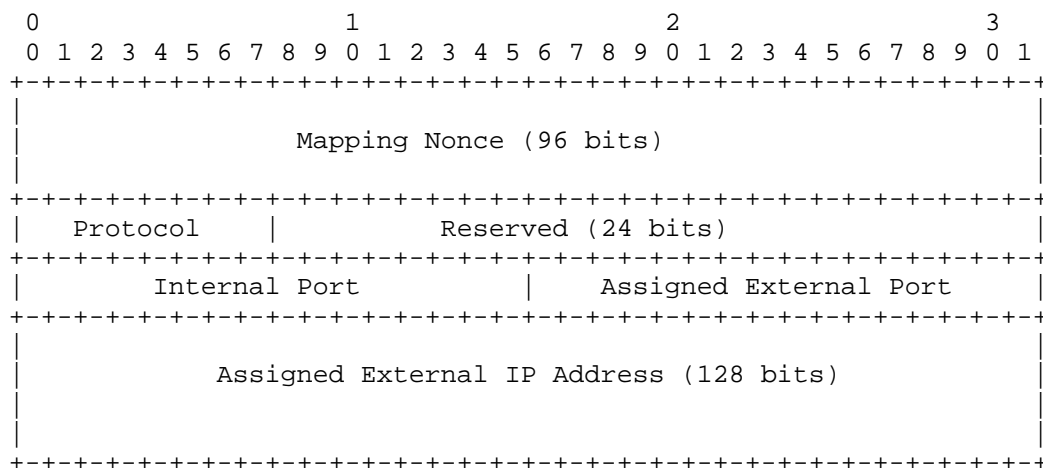 0 1 2 3
0 1 2 3 4 5 6 7 8 9 0 1 2 3 4 5 6 7 8 9 0 1 2 3 4 5 6 7 8 9 0 1
Mapping Nonce (96 bits)
Protocol | Reserved (24 bits)
Internal Port | Assigned External Port
Assigned External IP Address (128 bits)